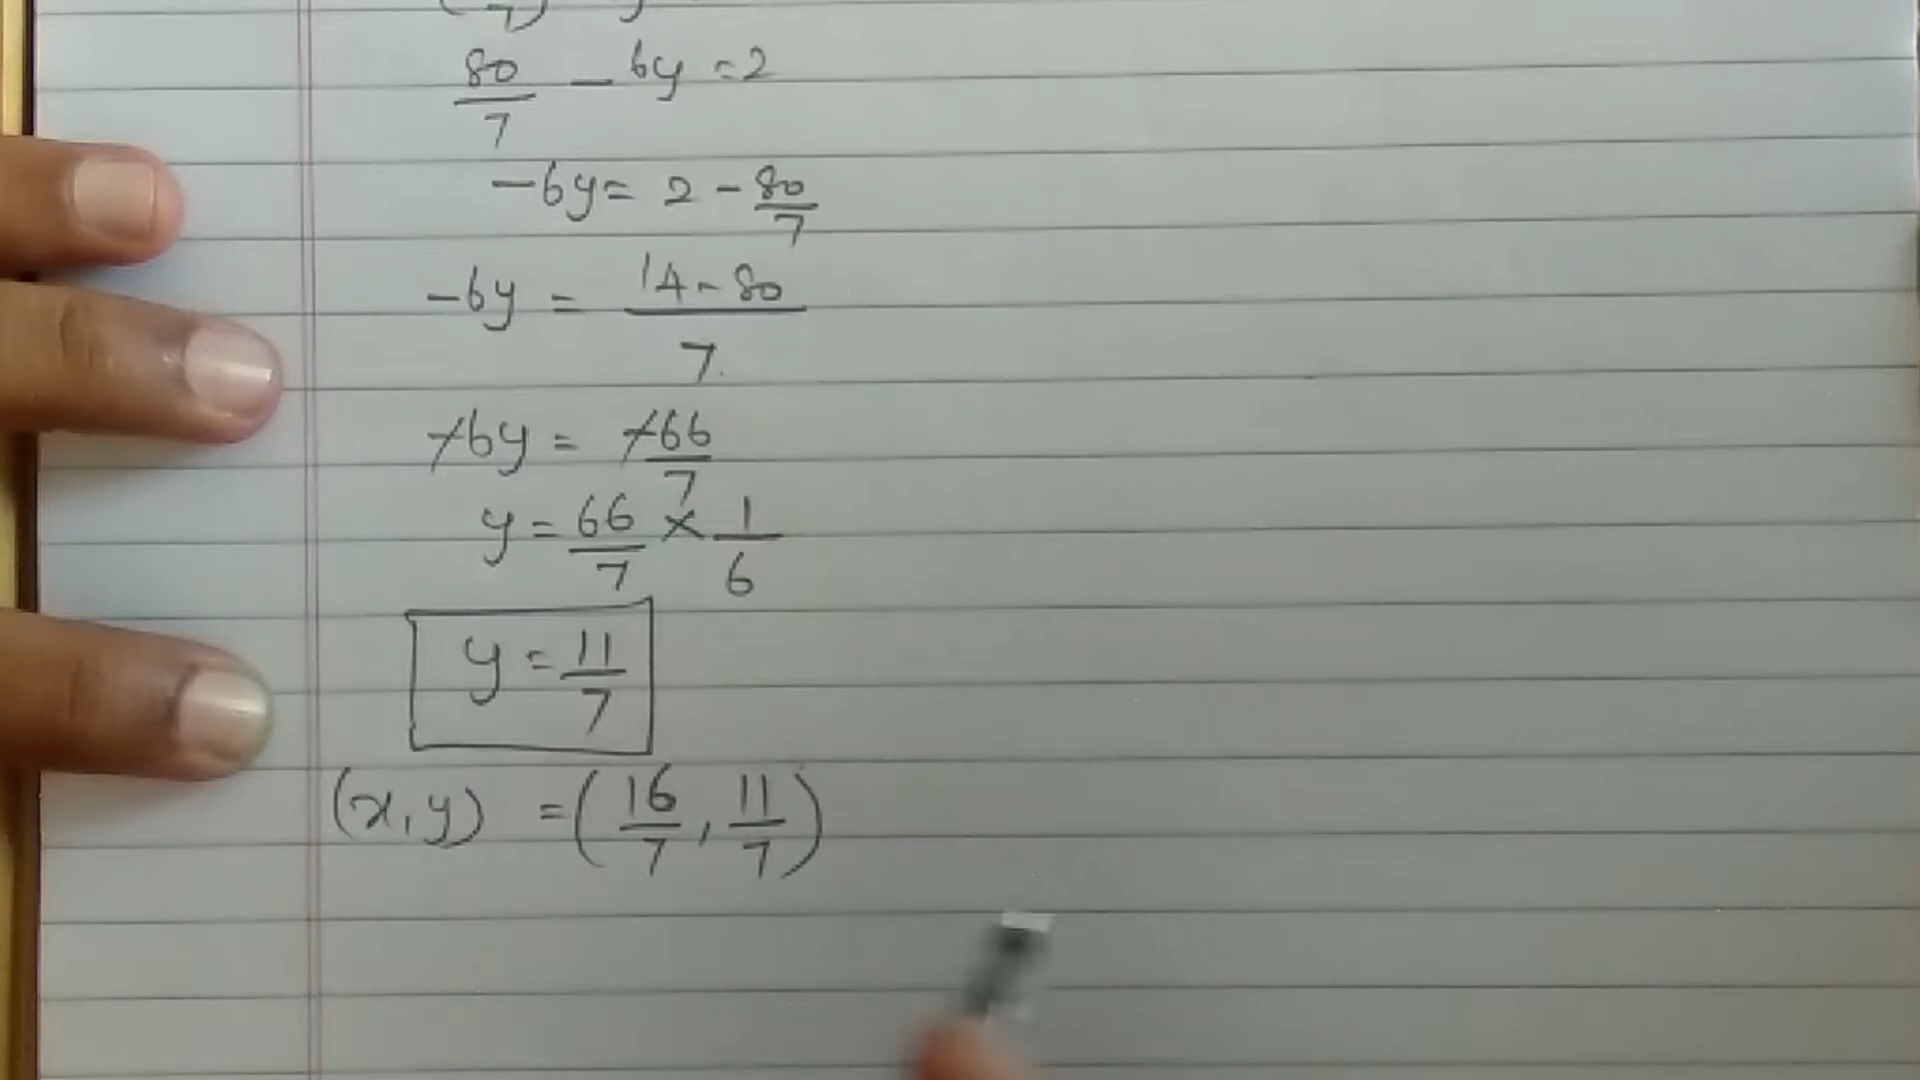 80/7 - 6y = 2
-6y = 2 - 80/7
-6y = 14-80/7
-6y = -66/7
y = 66/7 × 1/6
y = 11/7
(x,y) = (16/7, 11/7)